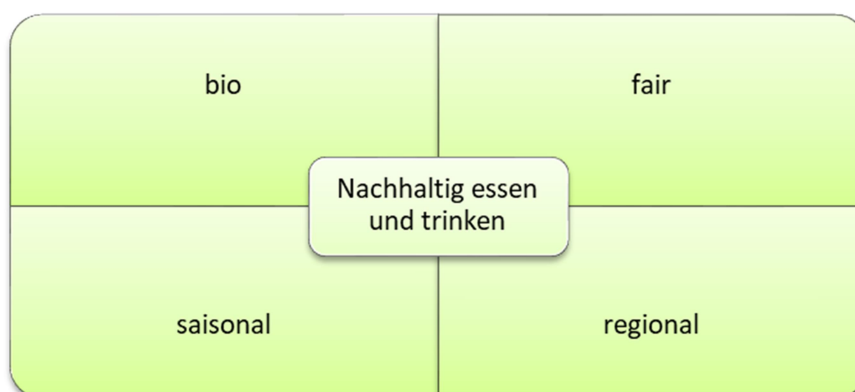 bio
fair
Nachhaltig essen
und trinken
saisonal
regional